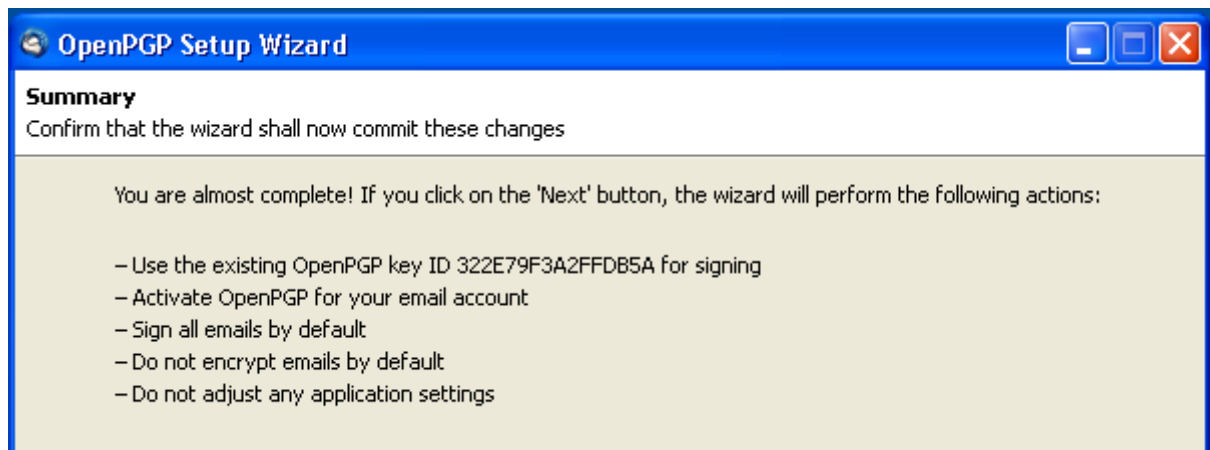 OpenPGP Setup Wizard
Summary
Confirm that the wizard shall now commit these changes
You are almost complete! If you click on the 'Next' button, the wizard will perform the following actions:
– Use the existing OpenPGP key ID 322E79F3A2FFDB5A for signing
– Activate OpenPGP for your email account
– Sign all emails by default
– Do not encrypt emails by default
– Do not adjust any application settings